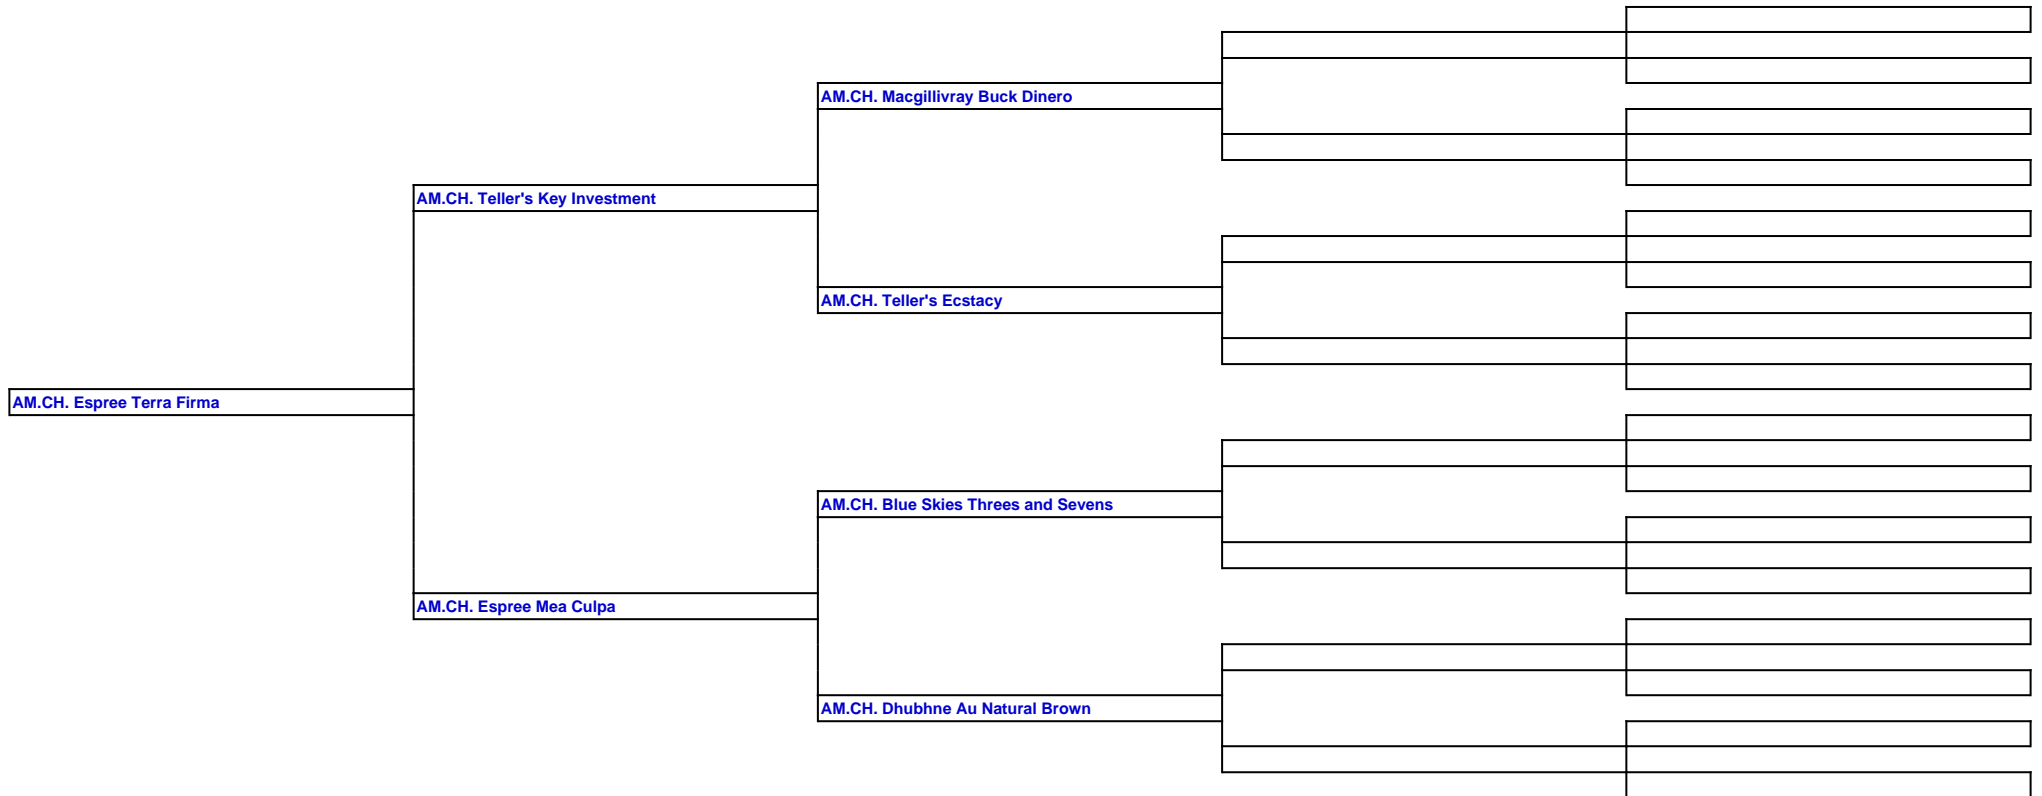 AM.CH. Macgillivray Buck Dinero
AM.CH. Teller's Key Investment
AM.CH. Teller's Ecstacy
AM.CH. Espree Terra Firma
AM.CH. Blue Skies Threes and Sevens
AM.CH. Espree Mea Culpa
AM.CH. Dhubhne Au Natural Brown